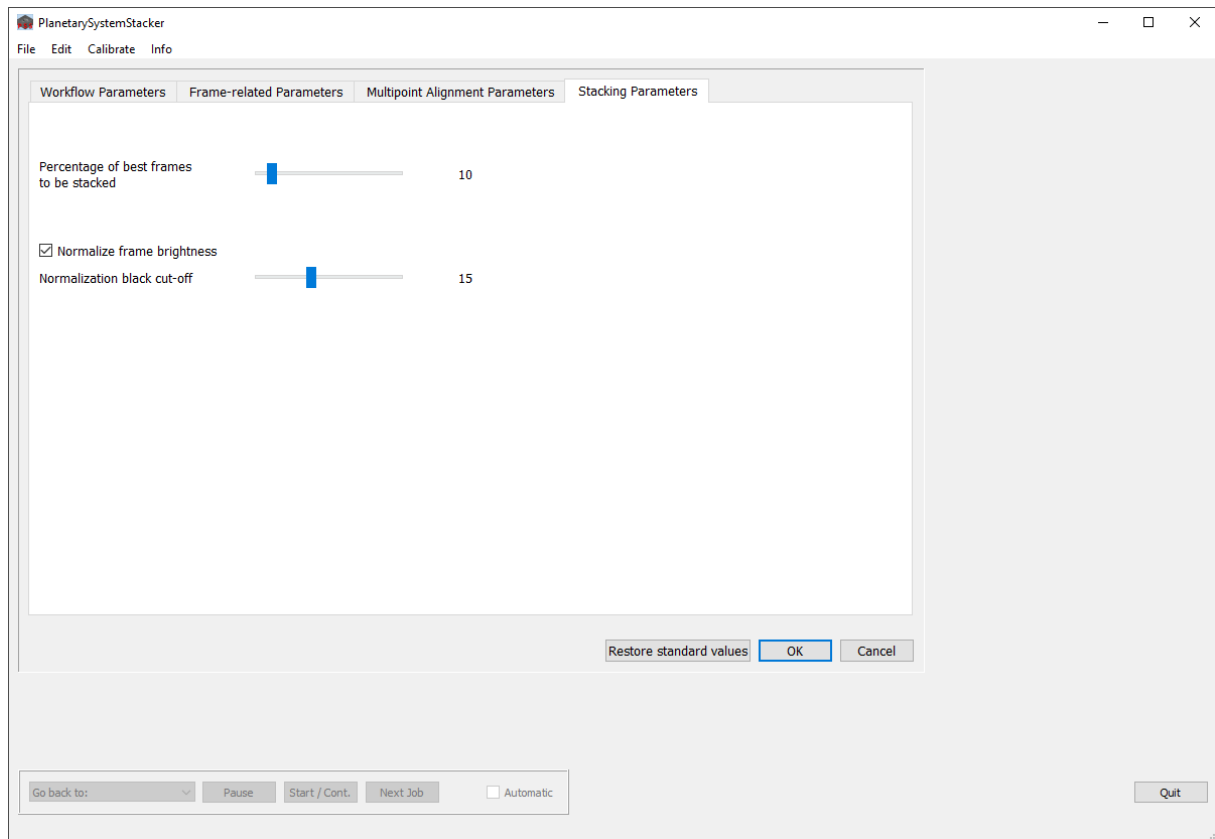 PlanetarySystemStacker
File Edit Calibrate Info
Workflow Parameters Frame-related Parameters Multipoint Alignment Parameters Stacking Parameters
Percentage of best frames
to be stacked
10
Normalize frame brightness
Normalization black cut-off 15
Restore standard values OK Cancel
Go back to: Pause Start / Cont. Next Job Automatic Quit